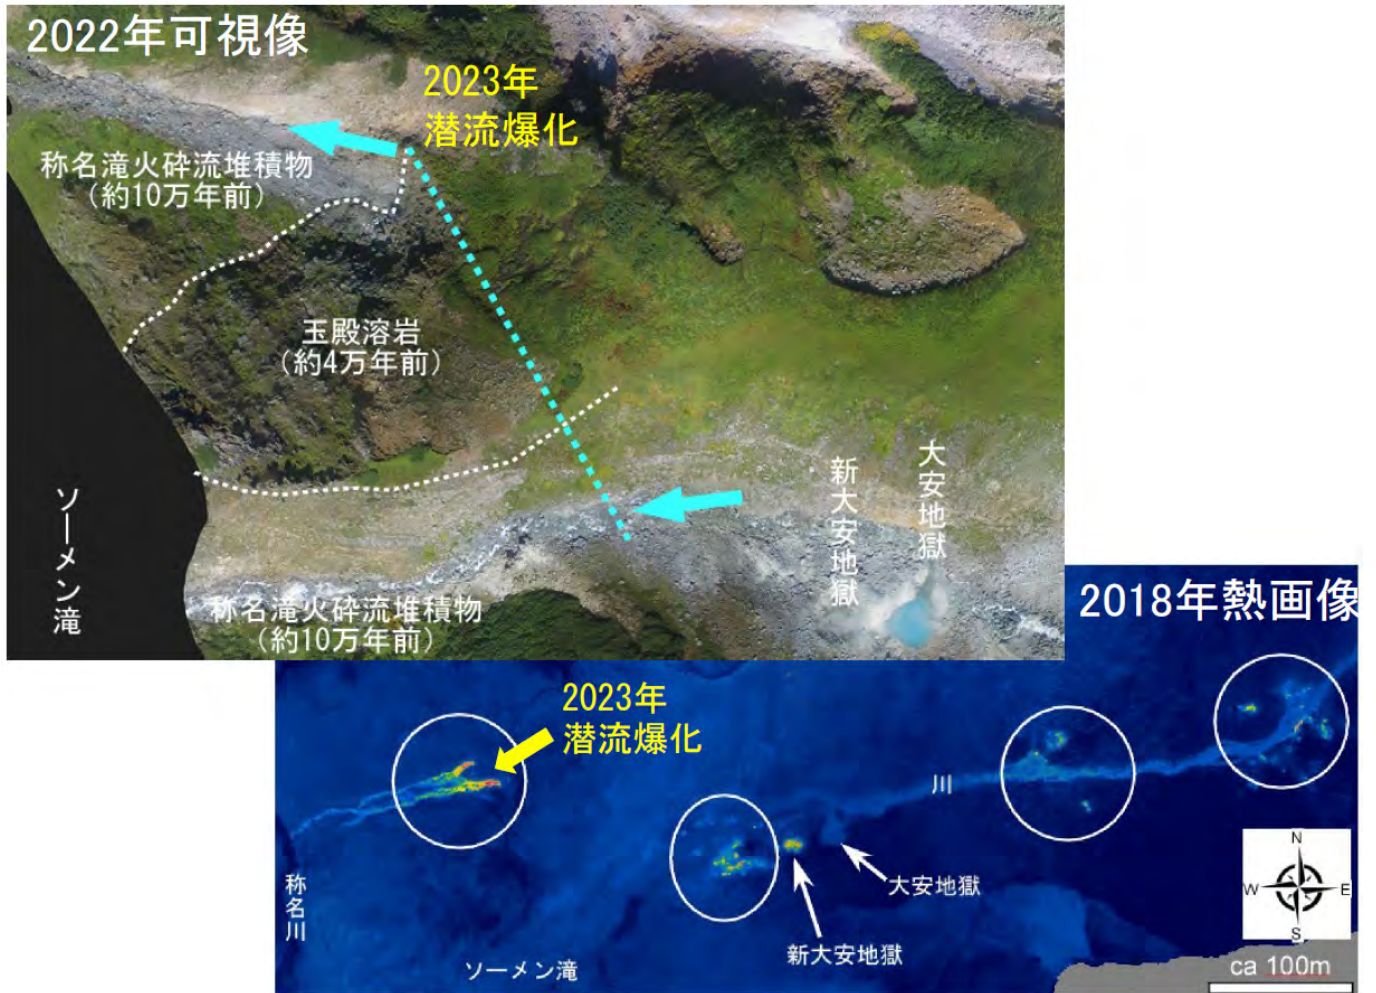 2022年可視像
2023年
潜流爆化
称名滝火砕流堆積物
(約10万年前)
玉殿溶岩
(約4万年前)
大安地獄
新大安地獄
ソーメン滝
称名滝火砕流堆積物
(約10万年前)
2018年熱画像
2023年
潜流爆化
川
大安地獄
新大安地獄
称名川
ソーメン滝
N
W
E
S
ca 100m